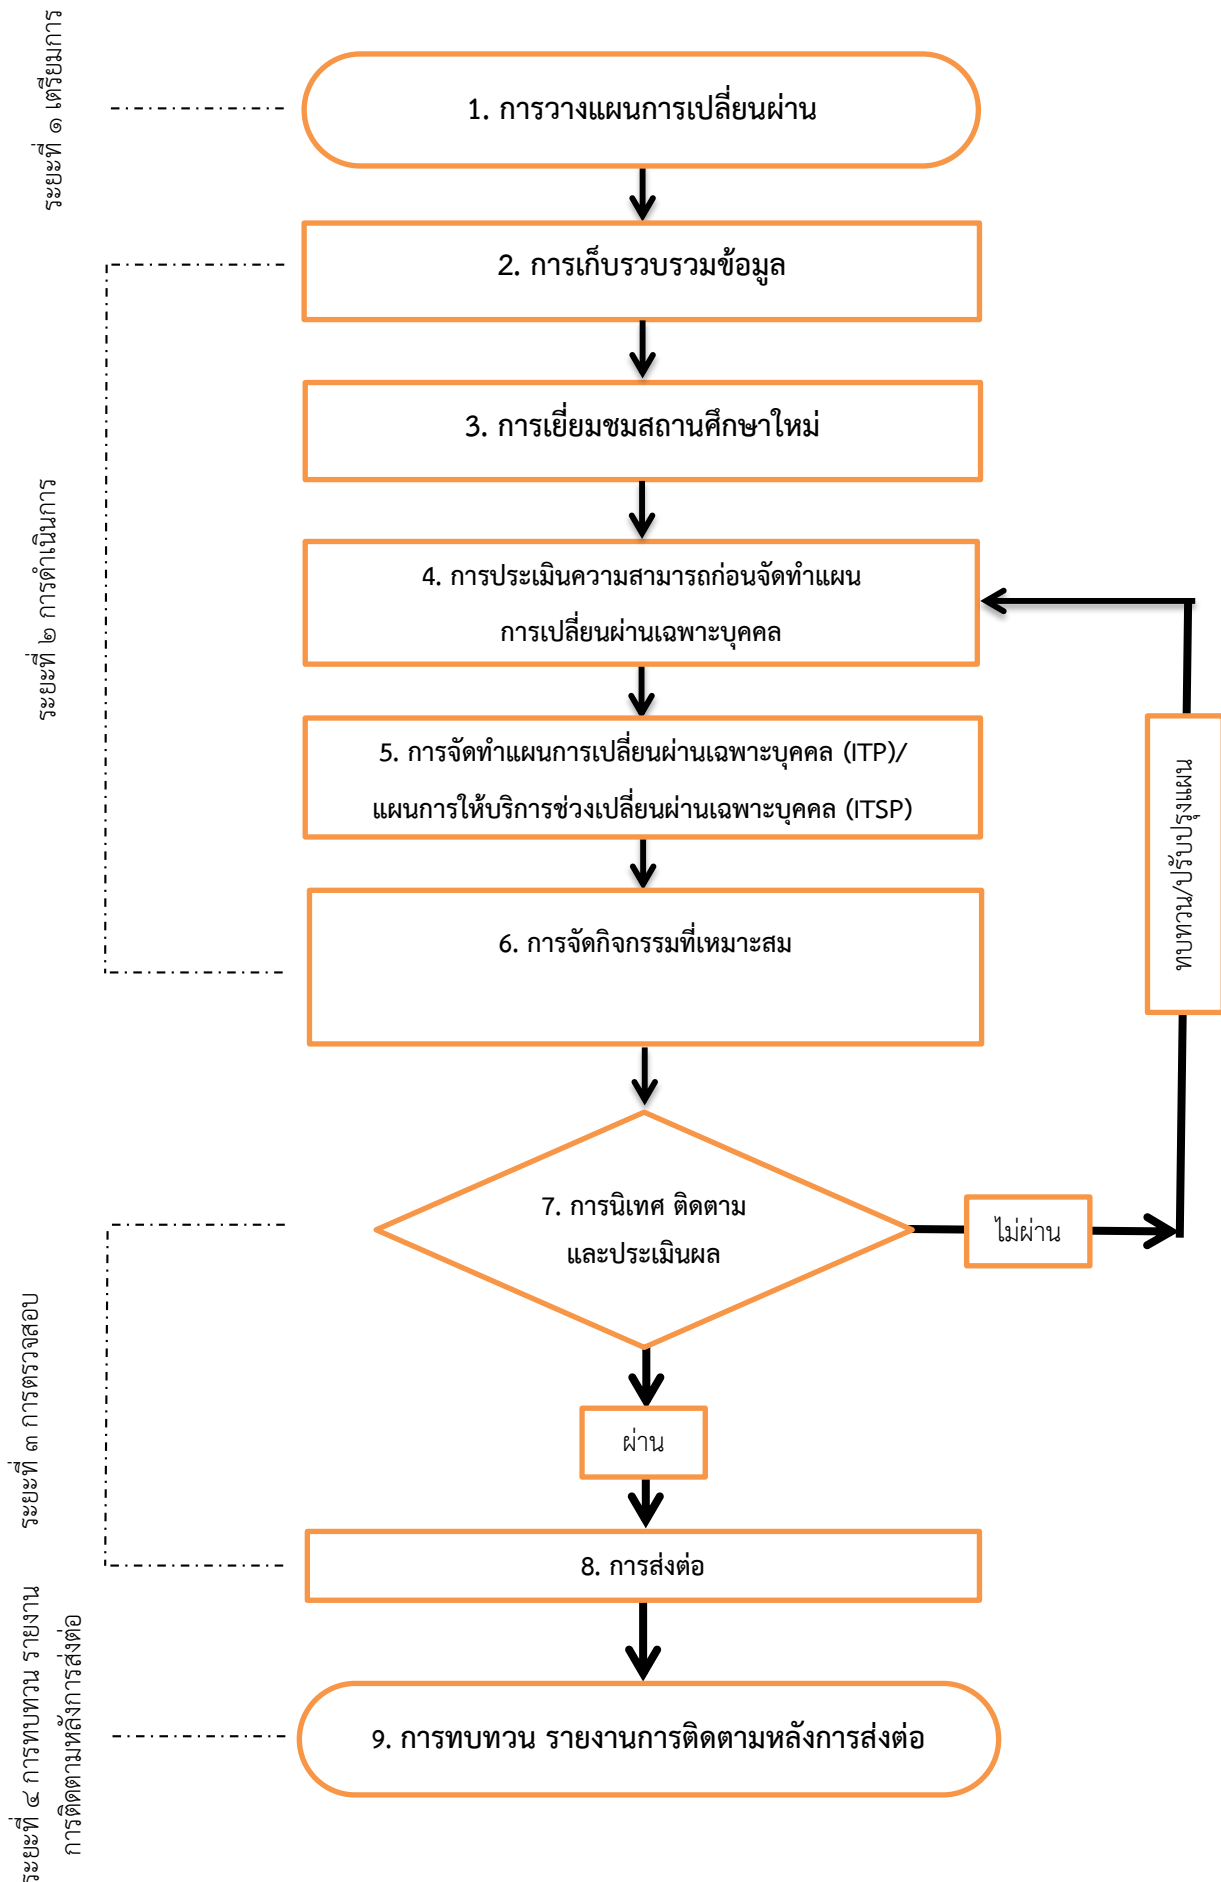 ระยะที่ ๑ เตรียมการ
1. การวางแผนการเปลี่ยนผ่าน
2. การเก็บรวบรวมข้อมูล
3. การเยี่ยมชมสถานศึกษาใหม่
ระยะที่ ๒ การดำเนินการ
4. การประเมินความสามารถก่อนจัดทำแผน
การเปลี่ยนผ่านเฉพาะบุคคล
5. การจัดทำแผนการเปลี่ยนผ่านเฉพาะบุคคล (ITP)/
แผนการให้บริการช่วงเปลี่ยนผ่านเฉพาะบุคคล (ITSP)
ทบทวน/ปรับปรุงแผน
6. การจัดกิจกรรมที่เหมาะสม
7. การนิเทศ ติดตาม
และประเมินผล
ไม่ผ่าน
ระยะที่ ๓ การตรวจสอบ
ผ่าน
8. การส่งต่อ
ระยะที่ ๔ การทบทวน รายงาน
การติดตามหลังการส่งต่อ
9. การทบทวน รายงานการติดตามหลังการส่งต่อ